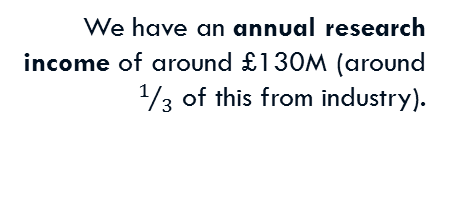 We have an annual research
income of around £130M (around
1/3 of this from industry).